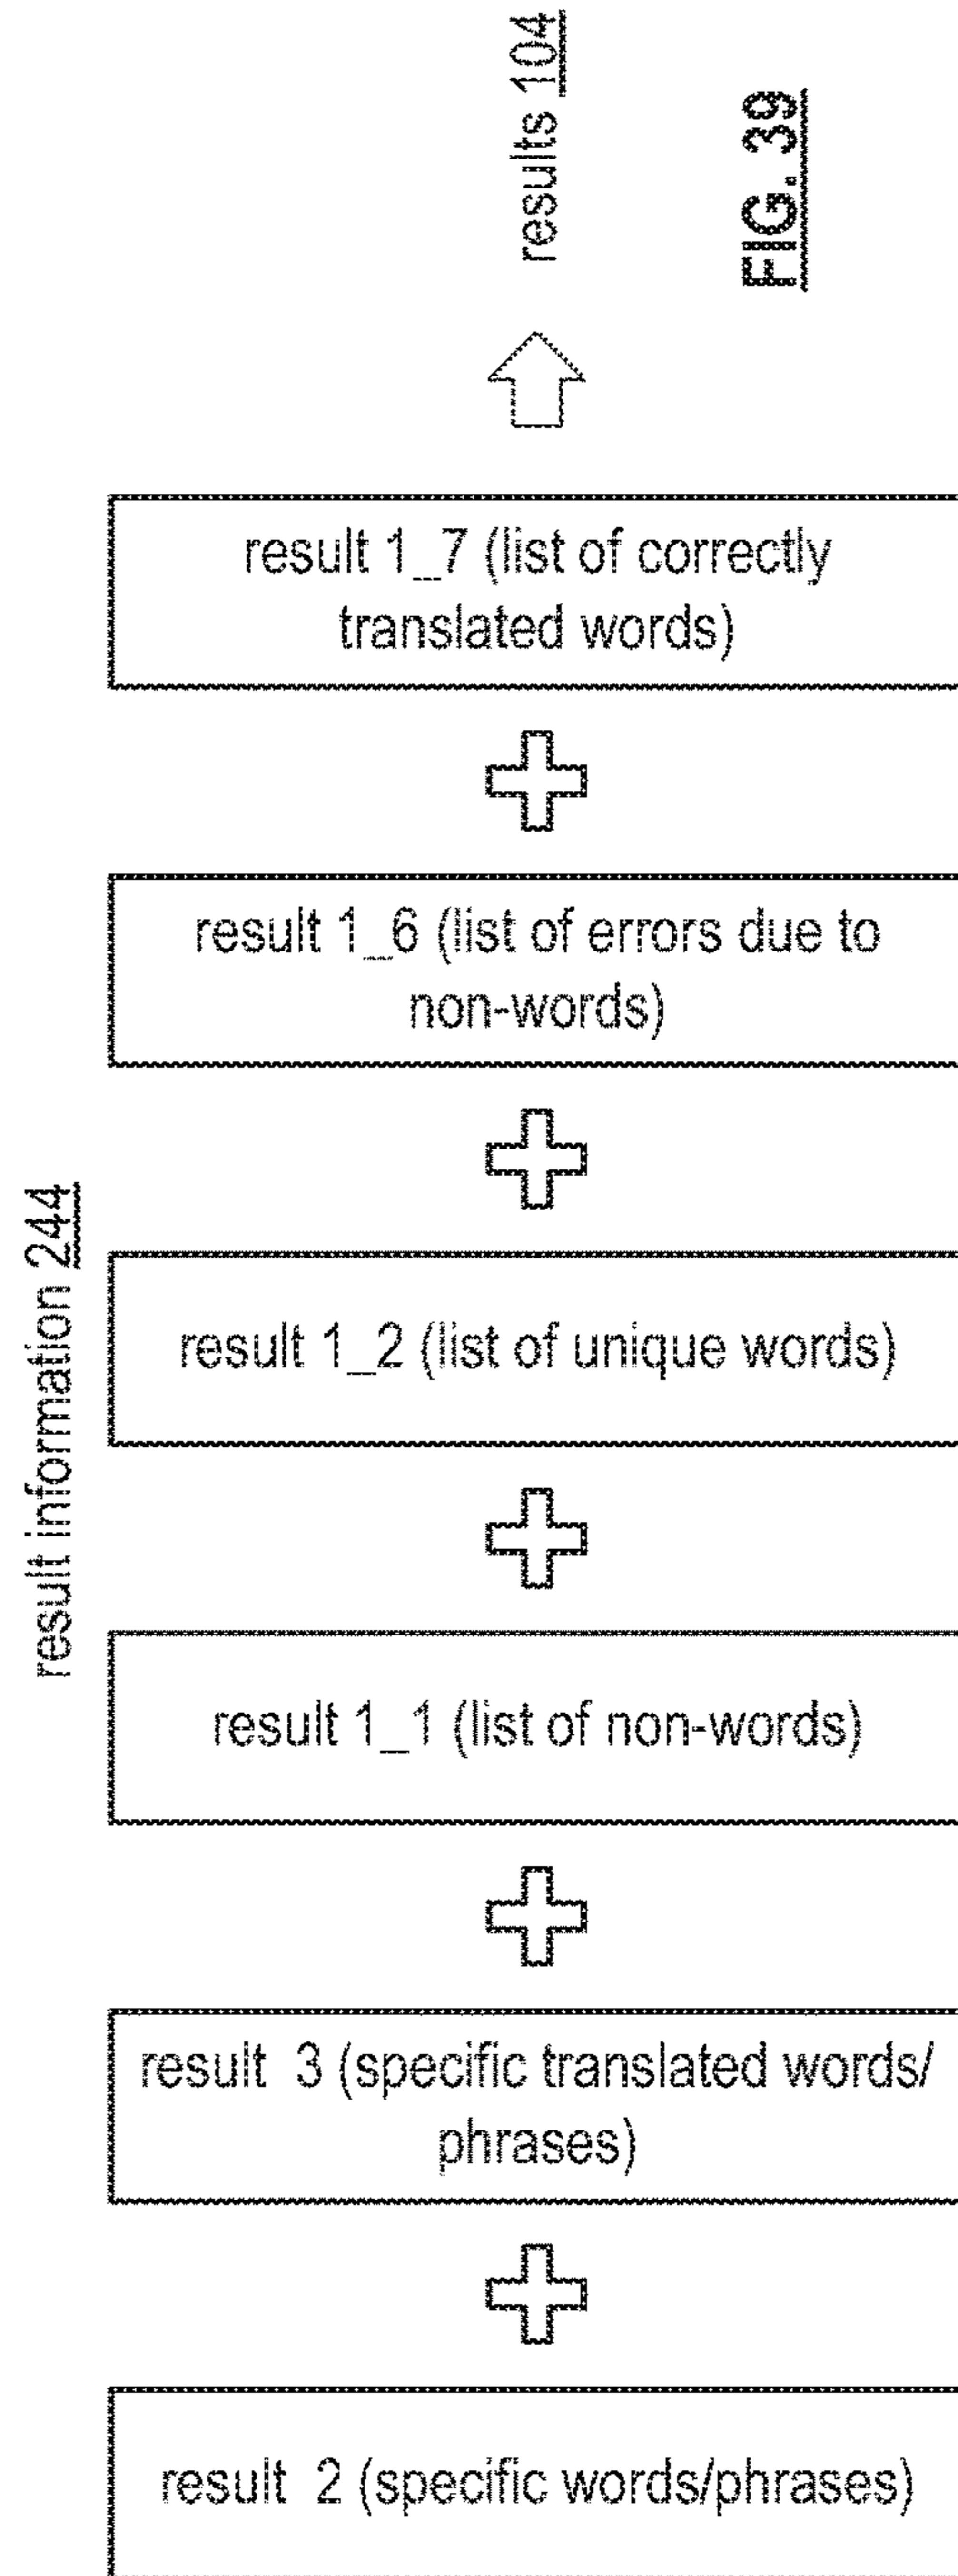 results 104
FIG. 39
result 1_7 (list of correctly
translated words)
result 1_6 (list of errors due to
non-words)
result information 244
result 1_2 (list of unique words)
result 1_1 (list of non-words)
result 3 (specific translated words/
phrases)
result 2 (specific words/phrases)